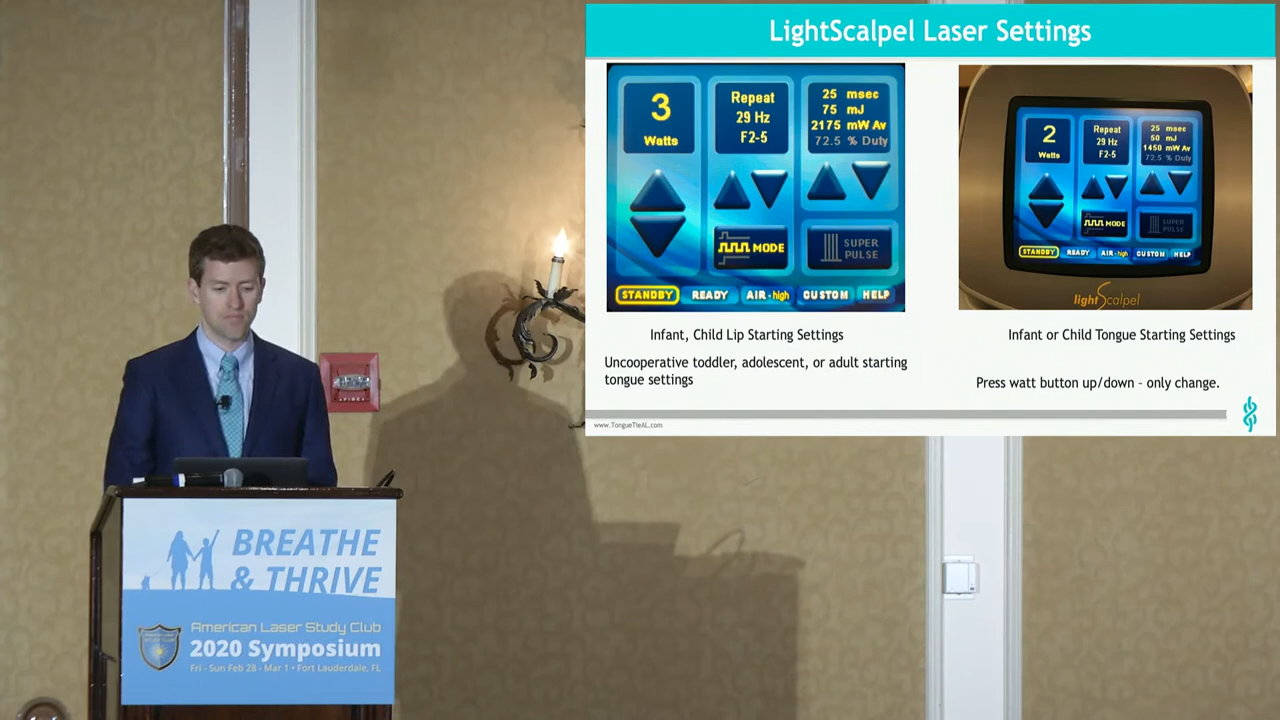 LightScalpel Laser Settings
3
Watts
Repeat
29 Hz
F2-5
25 msec
75 mJ
2175 mW Av
72.5 % Duty
MODE
SUPER
PULSE
STANDBY READY AIR-high CUSTOM HELP
2
Watts
Repeat
29 Hz
F2-5
25 msec
50 mJ
1450 mW Av
72.5 % Duty
MODE
SUPER
PULSE
STANDBY READY AIR-high CUSTOM HELP
lightScalpel
Infant, Child Lip Starting Settings
Uncooperative toddler, adolescent, or adult starting
tongue settings
Infant or Child Tongue Starting Settings
Press watt button up/down – only change.
www.TongueTieAL.com
BREATHE
& THRIVE
American Laser Study Club
2020 Symposium
Fri - Sun Feb 28 - Mar 1 • Fort Lauderdale, FL